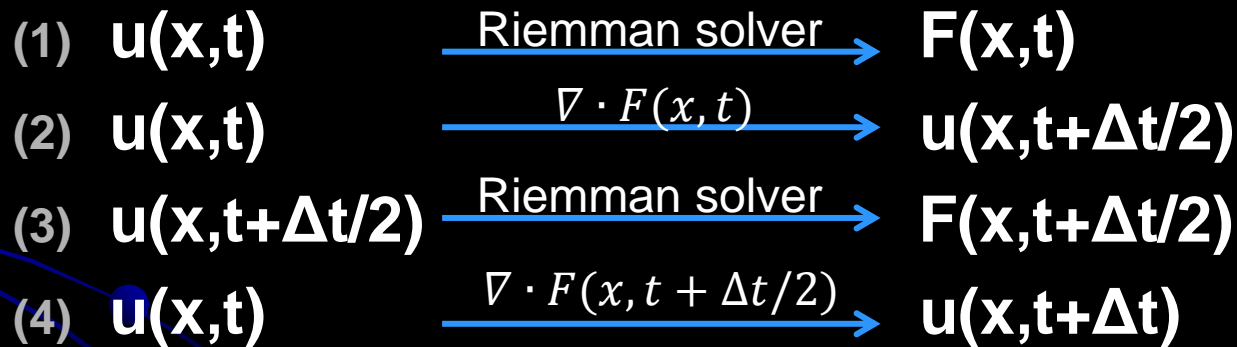 (1) u(x,t) Riemman solver F(x,t)
(2) u(x,t) ∇ · F(x, t) u(x,t+Δt/2)
(3) u(x,t+Δt/2) Riemman solver F(x,t+Δt/2)
(4) u(x,t) ∇ · F(x, t + Δt/2) u(x,t+Δt)